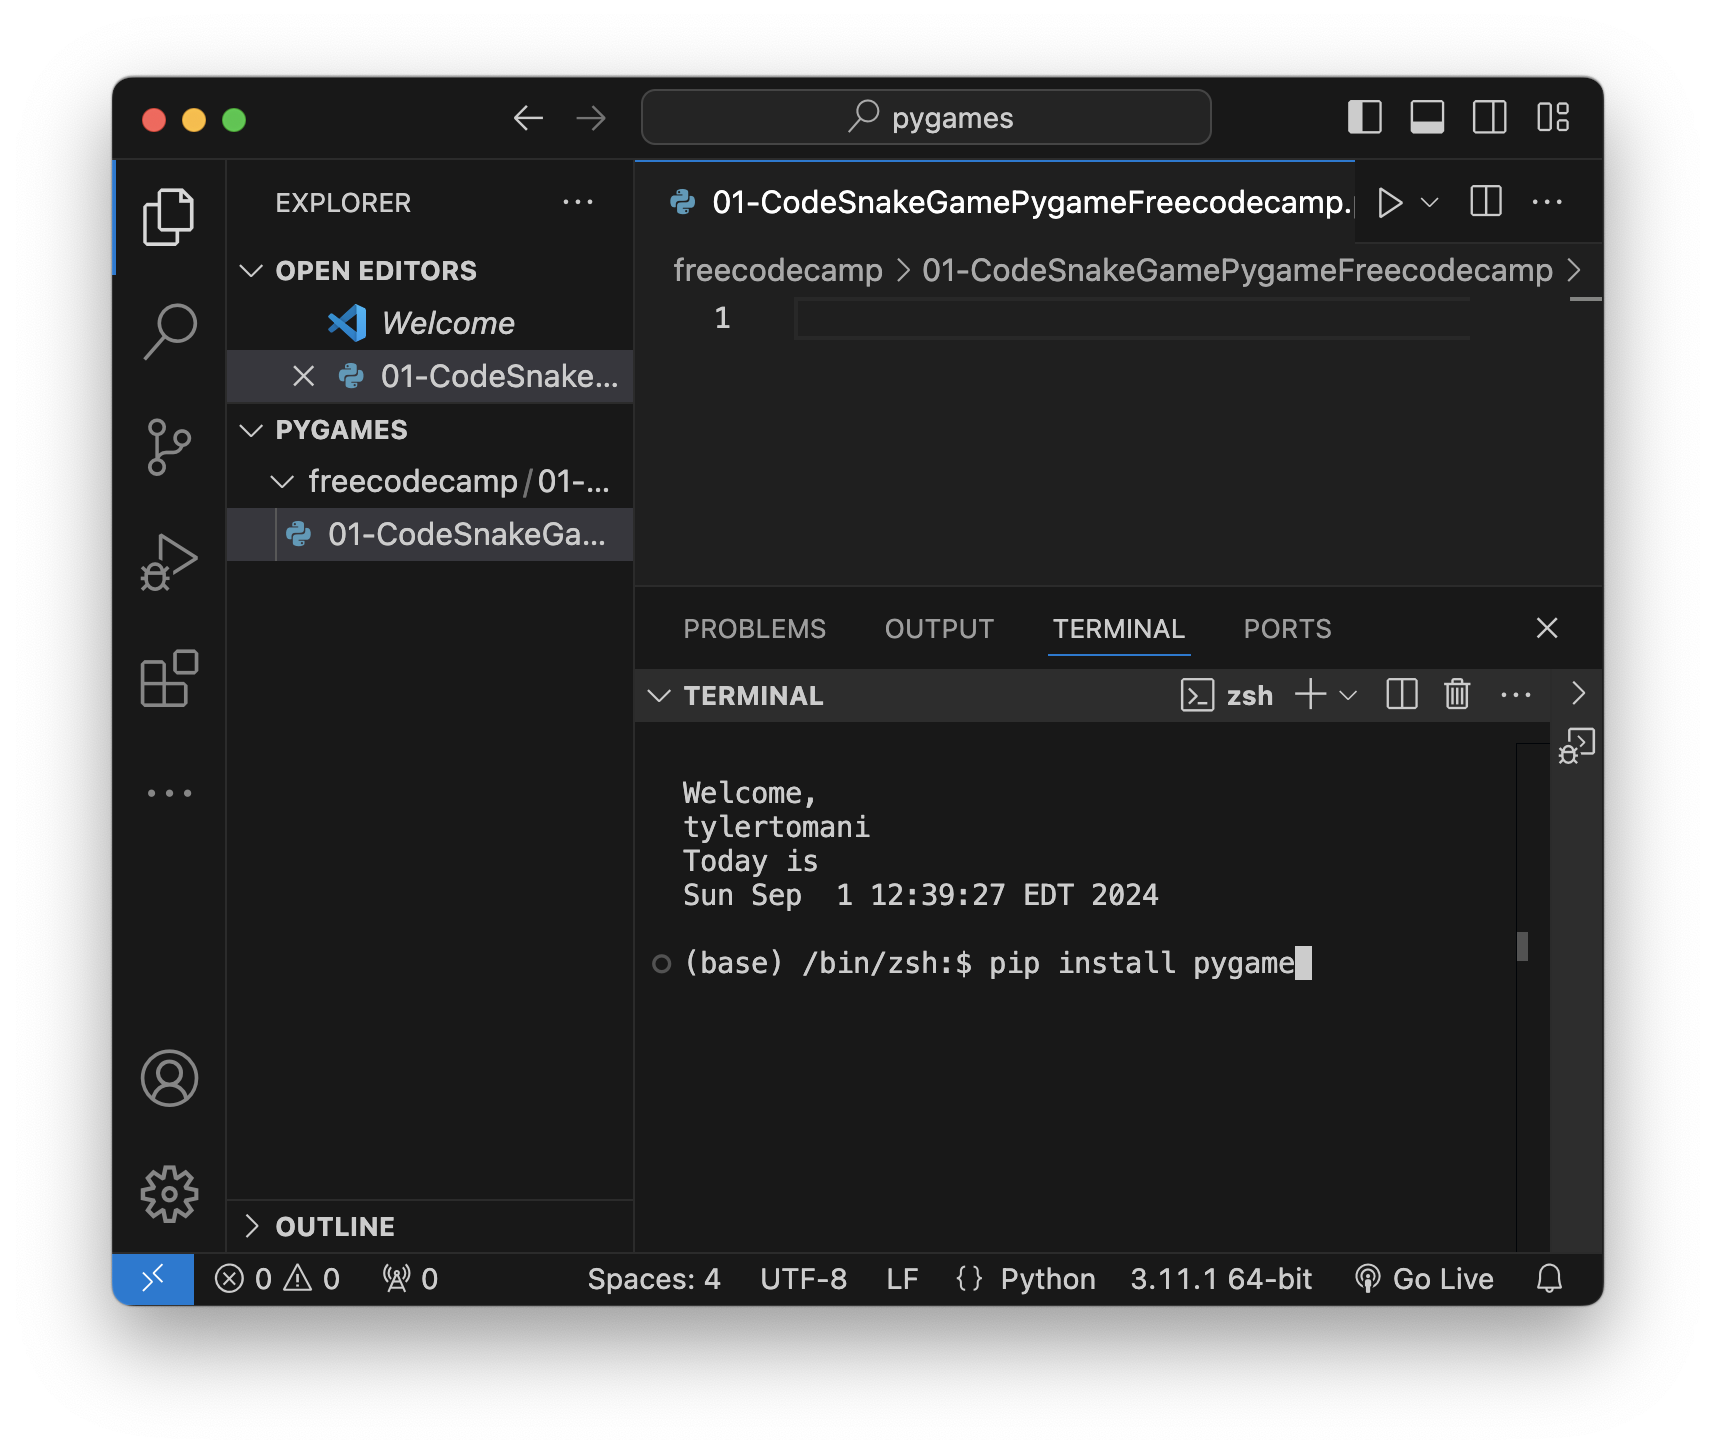 pygames
EXPLORER
OPEN EDITORS
Welcome
01-CodeSnake...
PYGAMES
freecodecamp/01-...
01-CodeSnakeGa...
OUTLINE
01-CodeSnakeGamePygameFreecodecamp.
freecodecamp > 01-CodeSnakeGamePygameFreecodecamp >
1
PROBLEMS OUTPUT TERMINAL PORTS
TERMINAL zsh
Welcome,
tylertomani
Today is
Sun Sep  1 12:39:27 EDT 2024
(base) /bin/zsh:$ pip install pygame
0 0 0 Spaces: 4 UTF-8 LF {} Python 3.11.1 64-bit Go Live